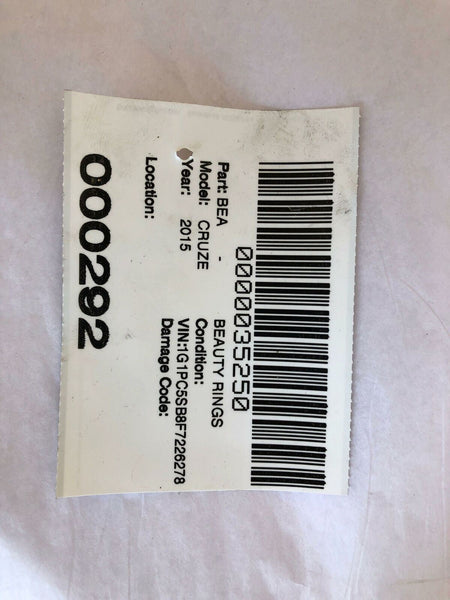 0000035250
Part: BEA - BEAUTY RINGS
Model: CRUZE Condition:
Year: 2015 VIN:1G1PC5SB8F7226278
Damage Code:
Location:
000292